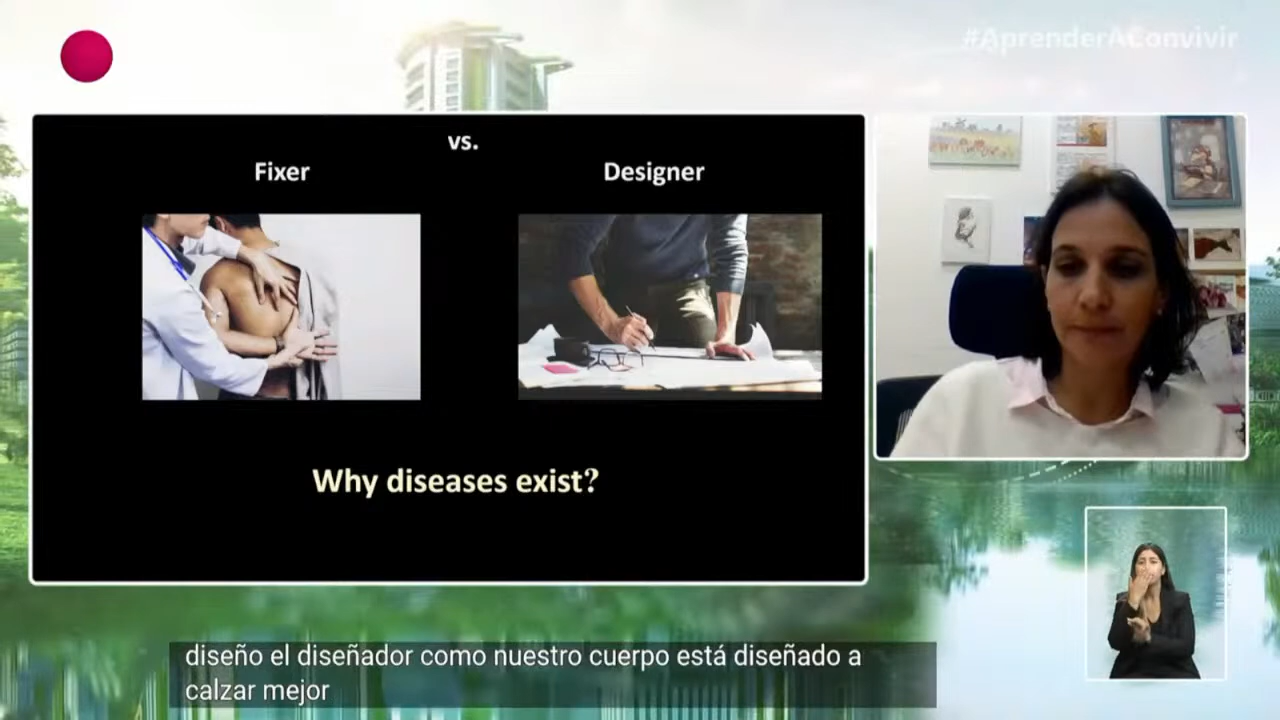 #AprenderAConvivir
vs.
Fixer
Designer
Why diseases exist?
diseño el diseñador como nuestro cuerpo está diseñado a
calzar mejor